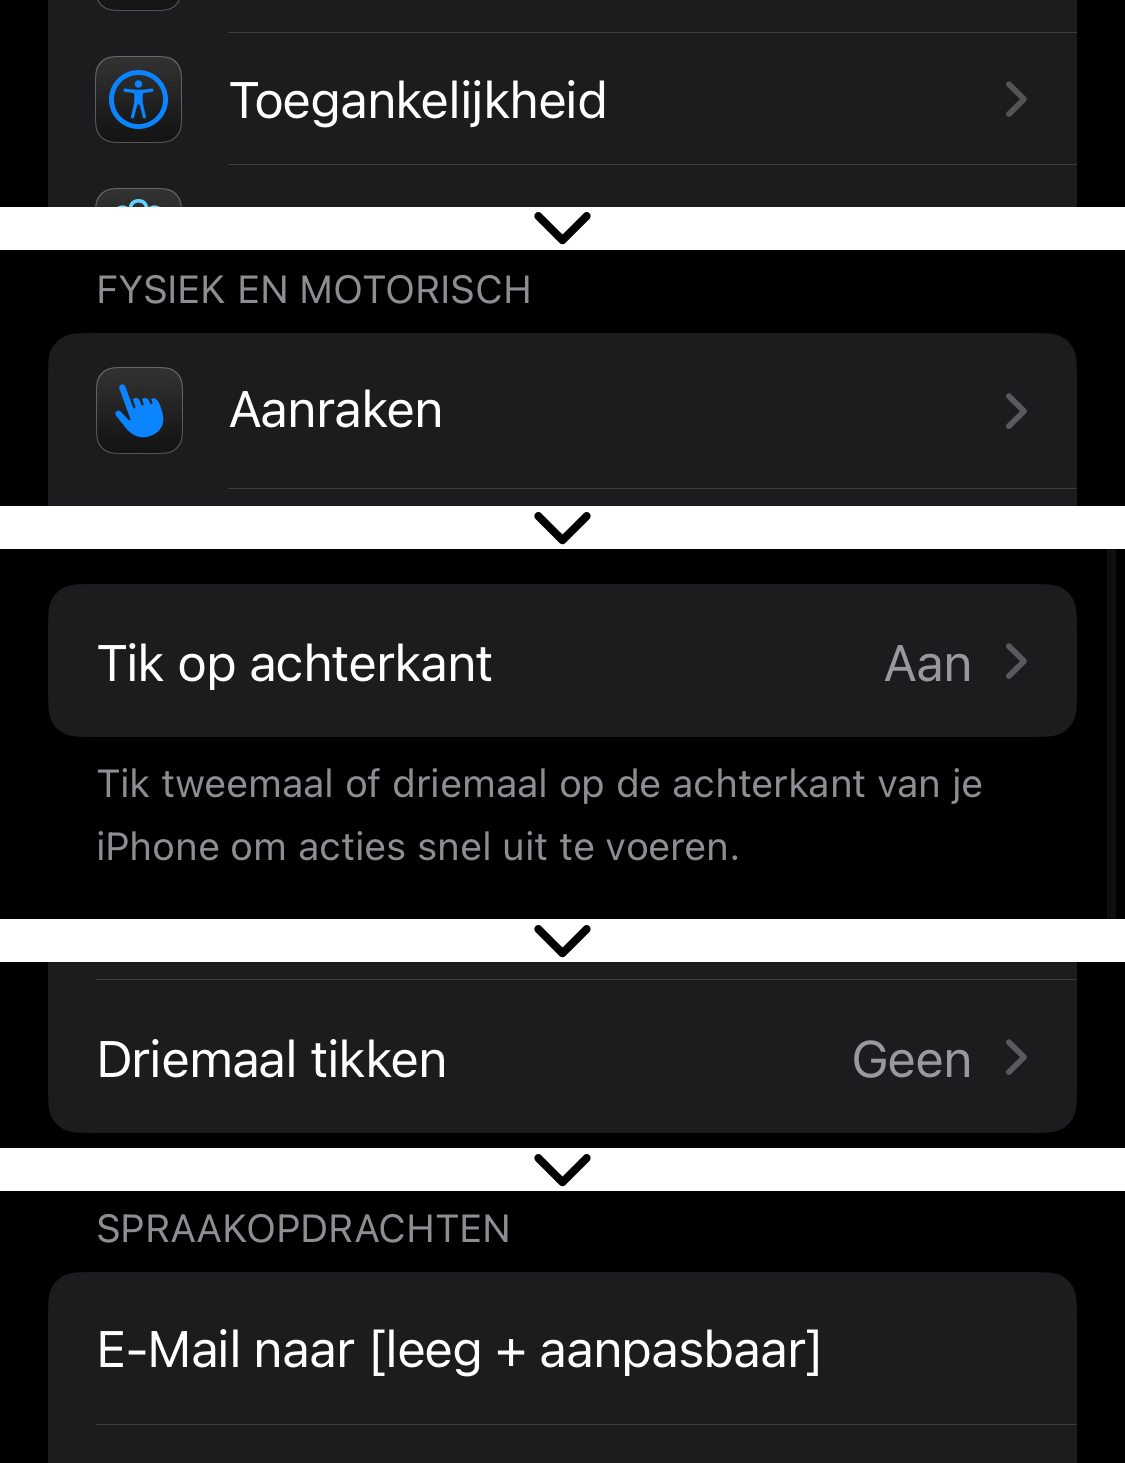 Toegankelijkheid
FYSIEK EN MOTORISCH
Aanraken
Tik op achterkant Aan
Tik tweemaal of driemaal op de achterkant van je
iPhone om acties snel uit te voeren.
Driemaal tikken Geen
SPRAAKOPDRACHTEN
E-Mail naar [leeg + aanpasbaar]